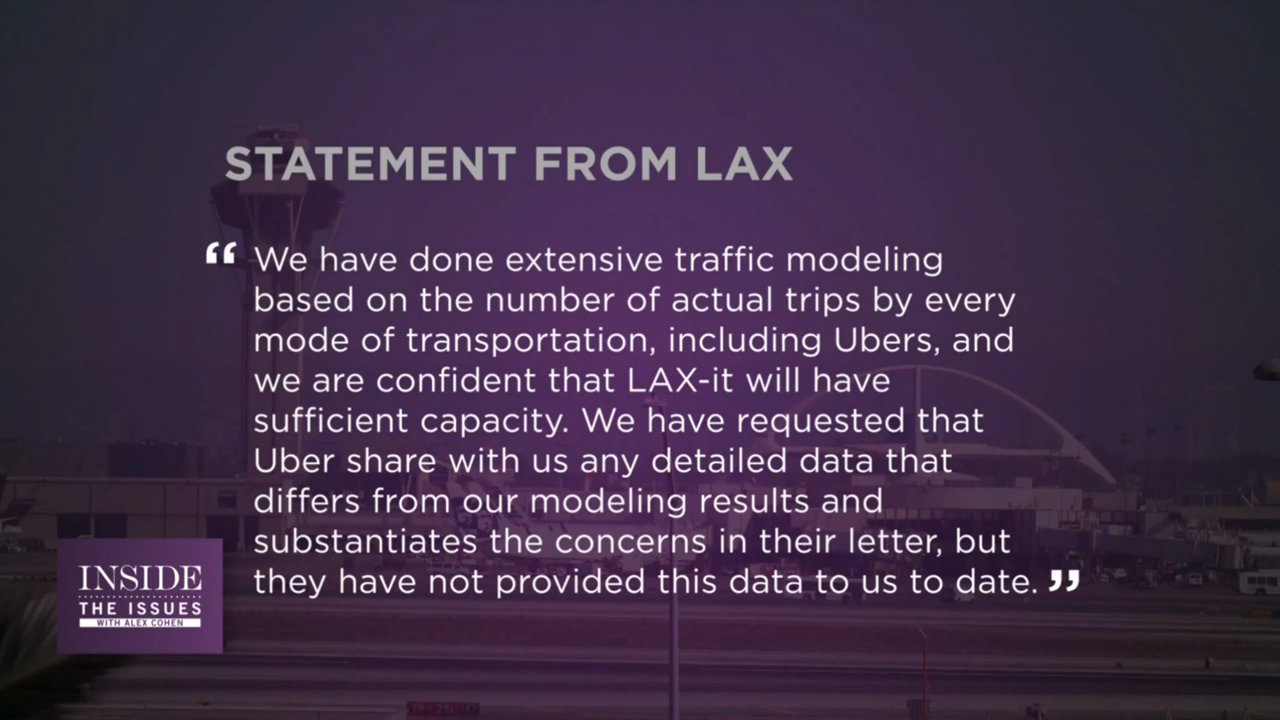 STATEMENT FROM LAX
“ We have done extensive traffic modeling
based on the number of actual trips by every
mode of transportation, including Ubers, and
we are confident that LAX-it will have
sufficient capacity. We have requested that
Uber share with us any detailed data that
differs from our modeling results and
substantiates the concerns in their letter, but
they have not provided this data to us to date. ”
INSIDE
THE ISSUES
WITH ALEX COHEN